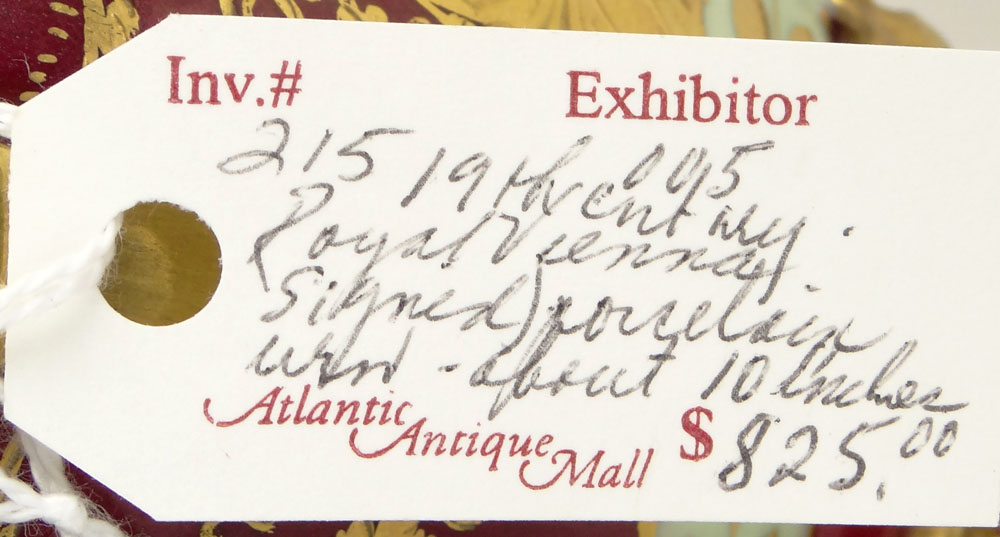 Inv.# Exhibitor
215 095
19th century.
Royal Vienna.
Signed) porcelain
urn - about 10 inches
Atlantic Antique Mall $825.00